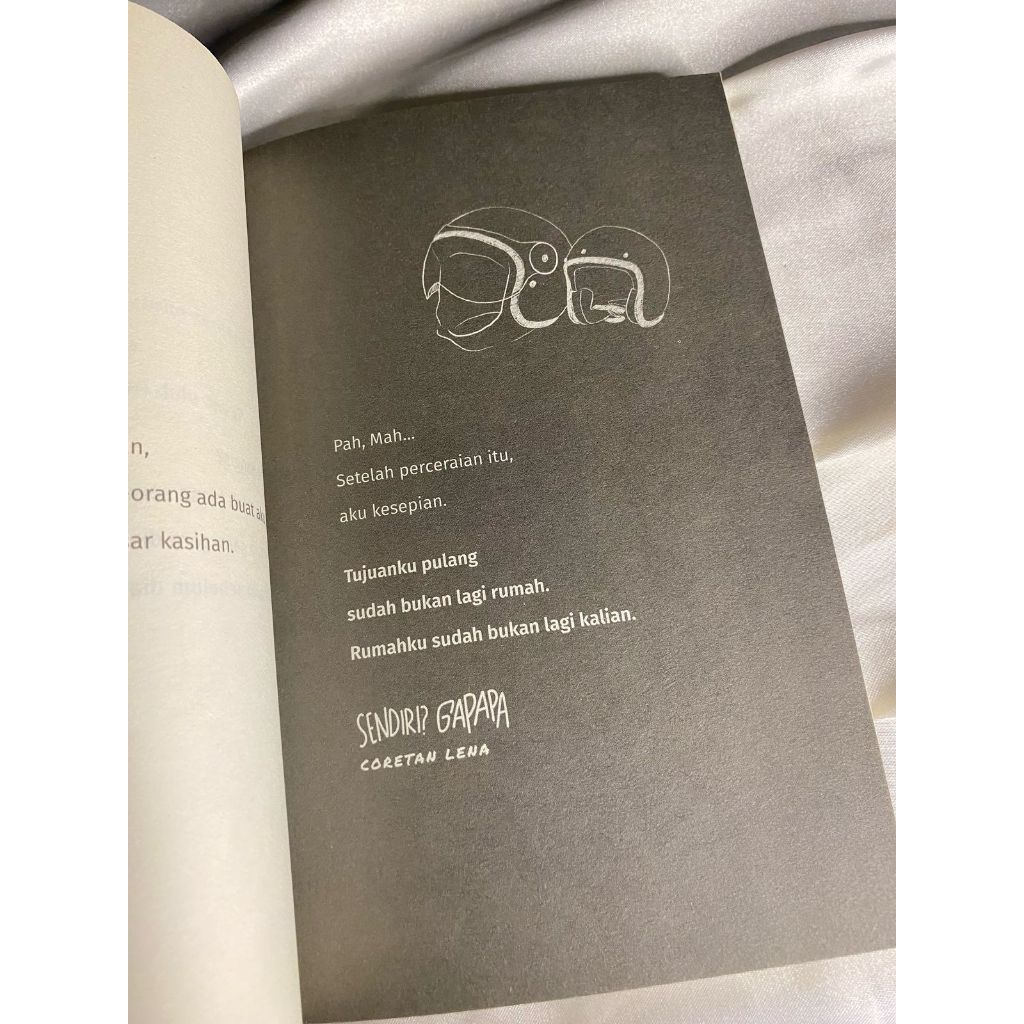 n,
orang ada buat
ar kasihan.
Pah, Mah...
Setelah perceraian itu,
aku kesepian.
Tujuanku pulang
sudah bukan lagi rumah.
Rumahku sudah bukan lagi kalian.
SENDIRI? GAPAPA
CORETAN LENA